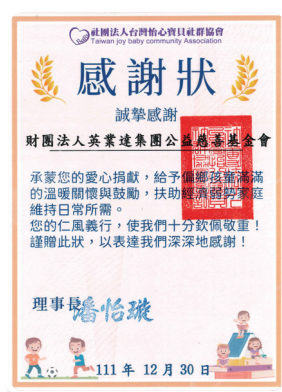 社團法人台灣怡心寶貝社群協會
Taiwan joy baby community Association
感謝狀
誠摯感謝
財團法人英業達集團公益慈善基金會
承蒙您的愛心捐獻，給予偏鄉孩童滿滿
的溫暖關懷與鼓勵，扶助經濟弱勢家庭
維持日常所需。
您的仁風義行，使我們十分欽佩敬重！
謹贈此狀，以表達我們深深地感謝！
理事長潘怡璇
111 年 12 月 30 日